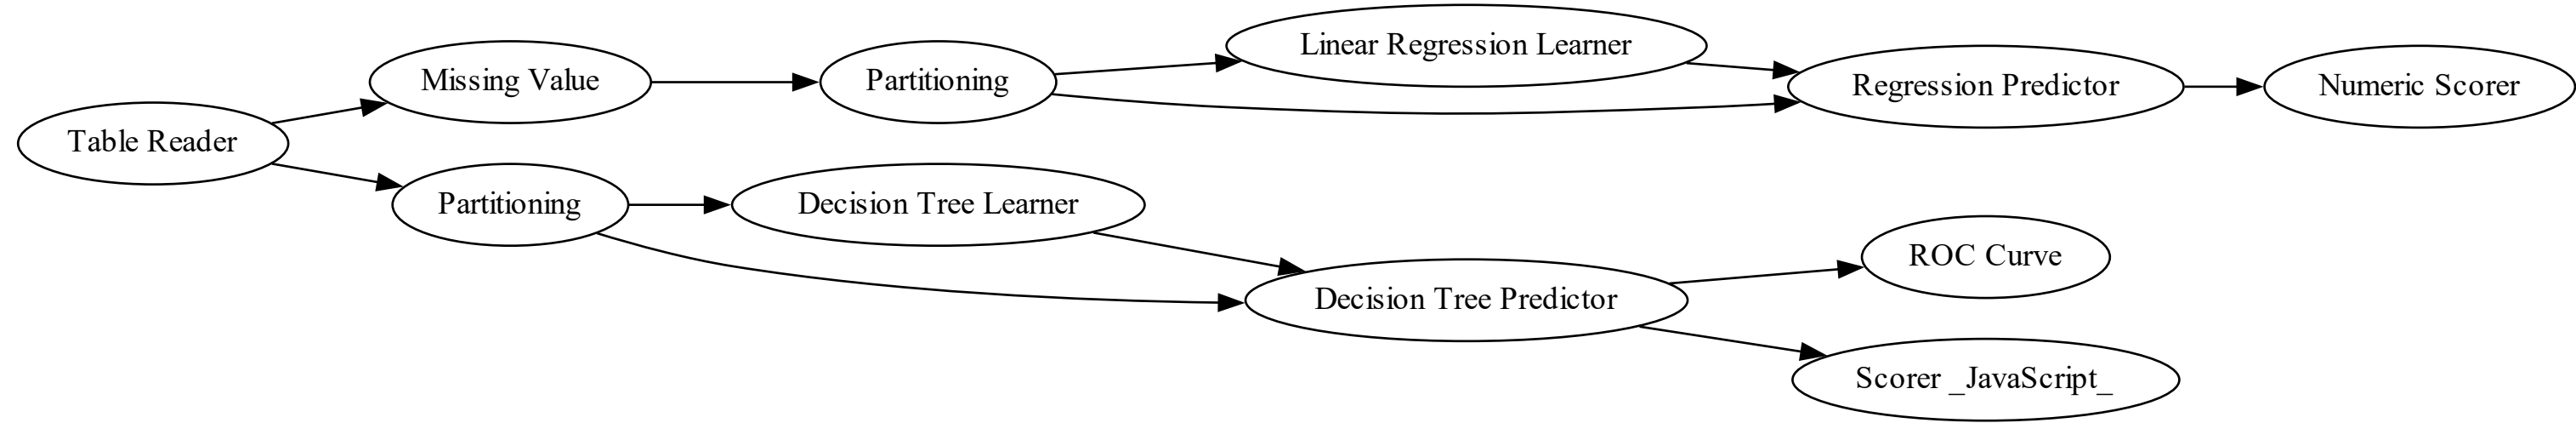 Table Reader
Missing Value
Partitioning
Linear Regression Learner
Regression Predictor
Numeric Scorer
Partitioning
Decision Tree Learner
Decision Tree Predictor
ROC Curve
Scorer _JavaScript_